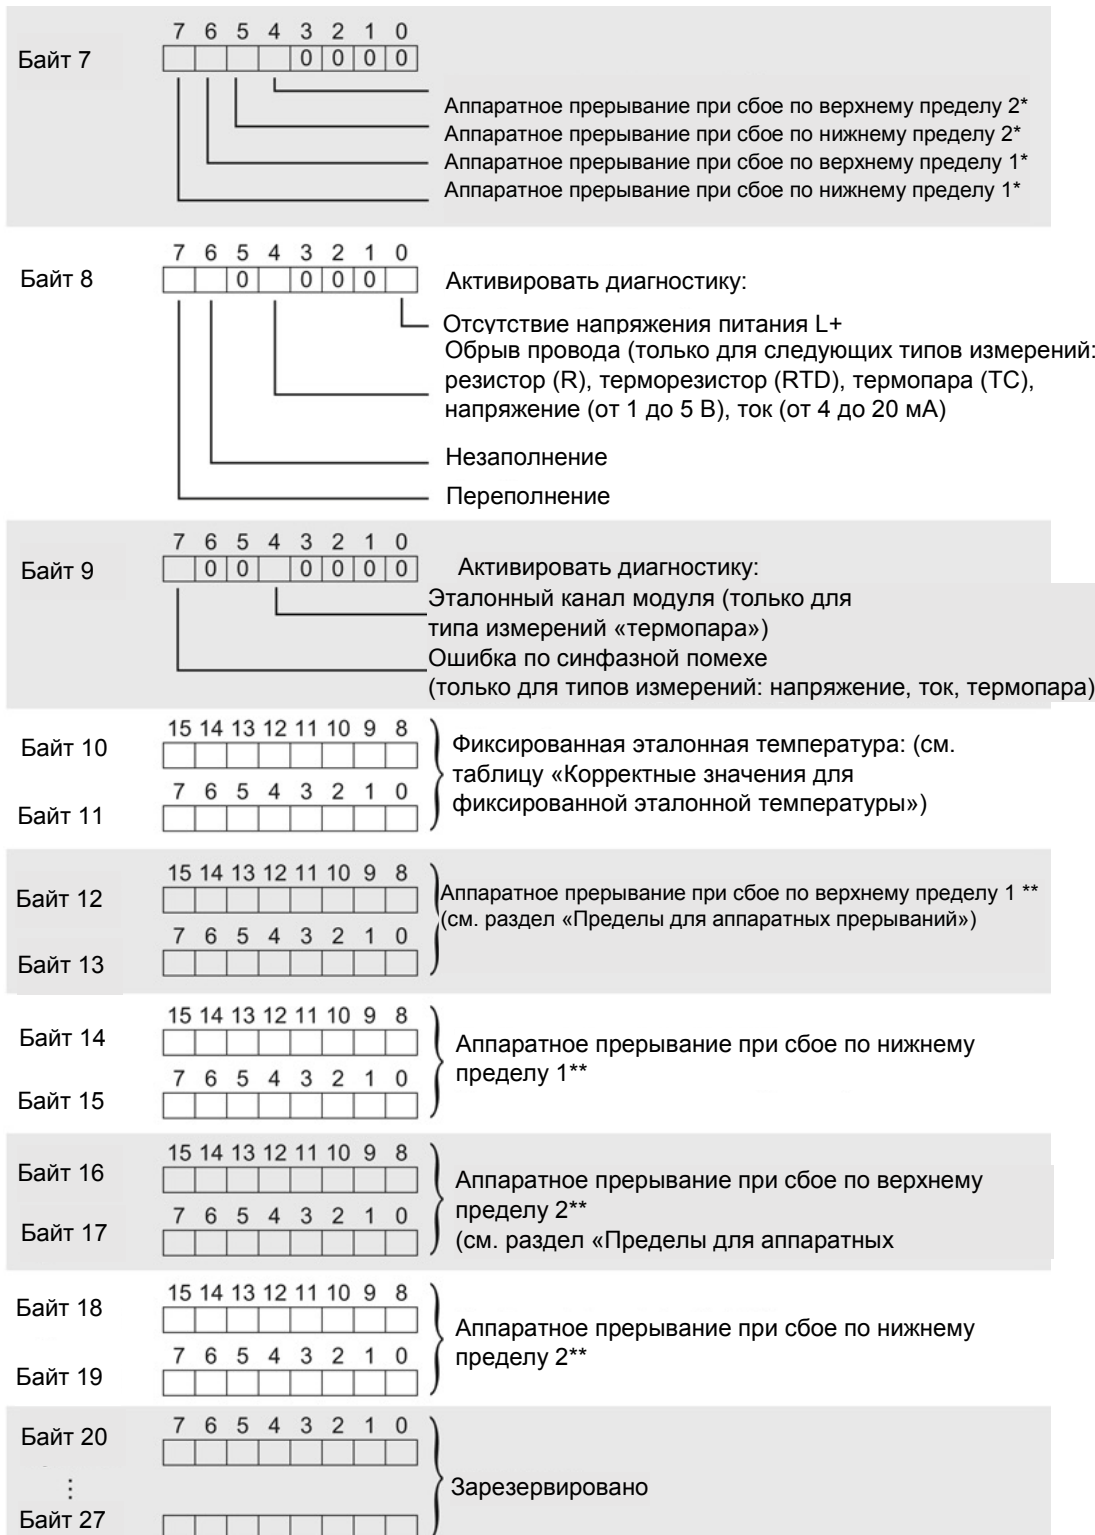 7 6 5 4 3 2 1 0
Байт 7
0 0 0 0
Аппаратное прерывание при сбое по верхнему пределу 2*
Аппаратное прерывание при сбое по нижнему пределу 2*
Аппаратное прерывание при сбое по верхнему пределу 1*
Аппаратное прерывание при сбое по нижнему пределу 1*
7 6 5 4 3 2 1 0
Байт 8
0 0 0 0
Активировать диагностику:
Отсутствие напряжения питания L+
Обрыв провода (только для следующих типов измерений:
резистор (R), терморезистор (RTD), термопара (TC),
напряжение (от 1 до 5 В), ток (от 4 до 20 мА)
Незаполнение
Переполнение
7 6 5 4 3 2 1 0
Байт 9
0 0 0 0 0 0
Активировать диагностику:
Эталонный канал модуля (только для
типа измерений «термопара»)
Ошибка по синфазной помехе
(только для типов измерений: напряжение, ток, термопара)
15 14 13 12 11 10 9 8
Байт 10
Фиксированная эталонная температура: (см.
таблицу «Корректные значения для
фиксированной эталонной температуры»)
7 6 5 4 3 2 1 0
Байт 11
15 14 13 12 11 10 9 8
Байт 12
Аппаратное прерывание при сбое по верхнему пределу 1 **
(см. раздел «Пределы для аппаратных прерываний»)
7 6 5 4 3 2 1 0
Байт 13
15 14 13 12 11 10 9 8
Байт 14
Аппаратное прерывание при сбое по нижнему
пределу 1**
7 6 5 4 3 2 1 0
Байт 15
15 14 13 12 11 10 9 8
Байт 16
Аппаратное прерывание при сбое по верхнему
пределу 2**
(см. раздел «Пределы для аппаратных
7 6 5 4 3 2 1 0
Байт 17
15 14 13 12 11 10 9 8
Байт 18
Аппаратное прерывание при сбое по нижнему
пределу 2**
7 6 5 4 3 2 1 0
Байт 19
7 6 5 4 3 2 1 0
Байт 20
⋮
Зарезервировано
Байт 27